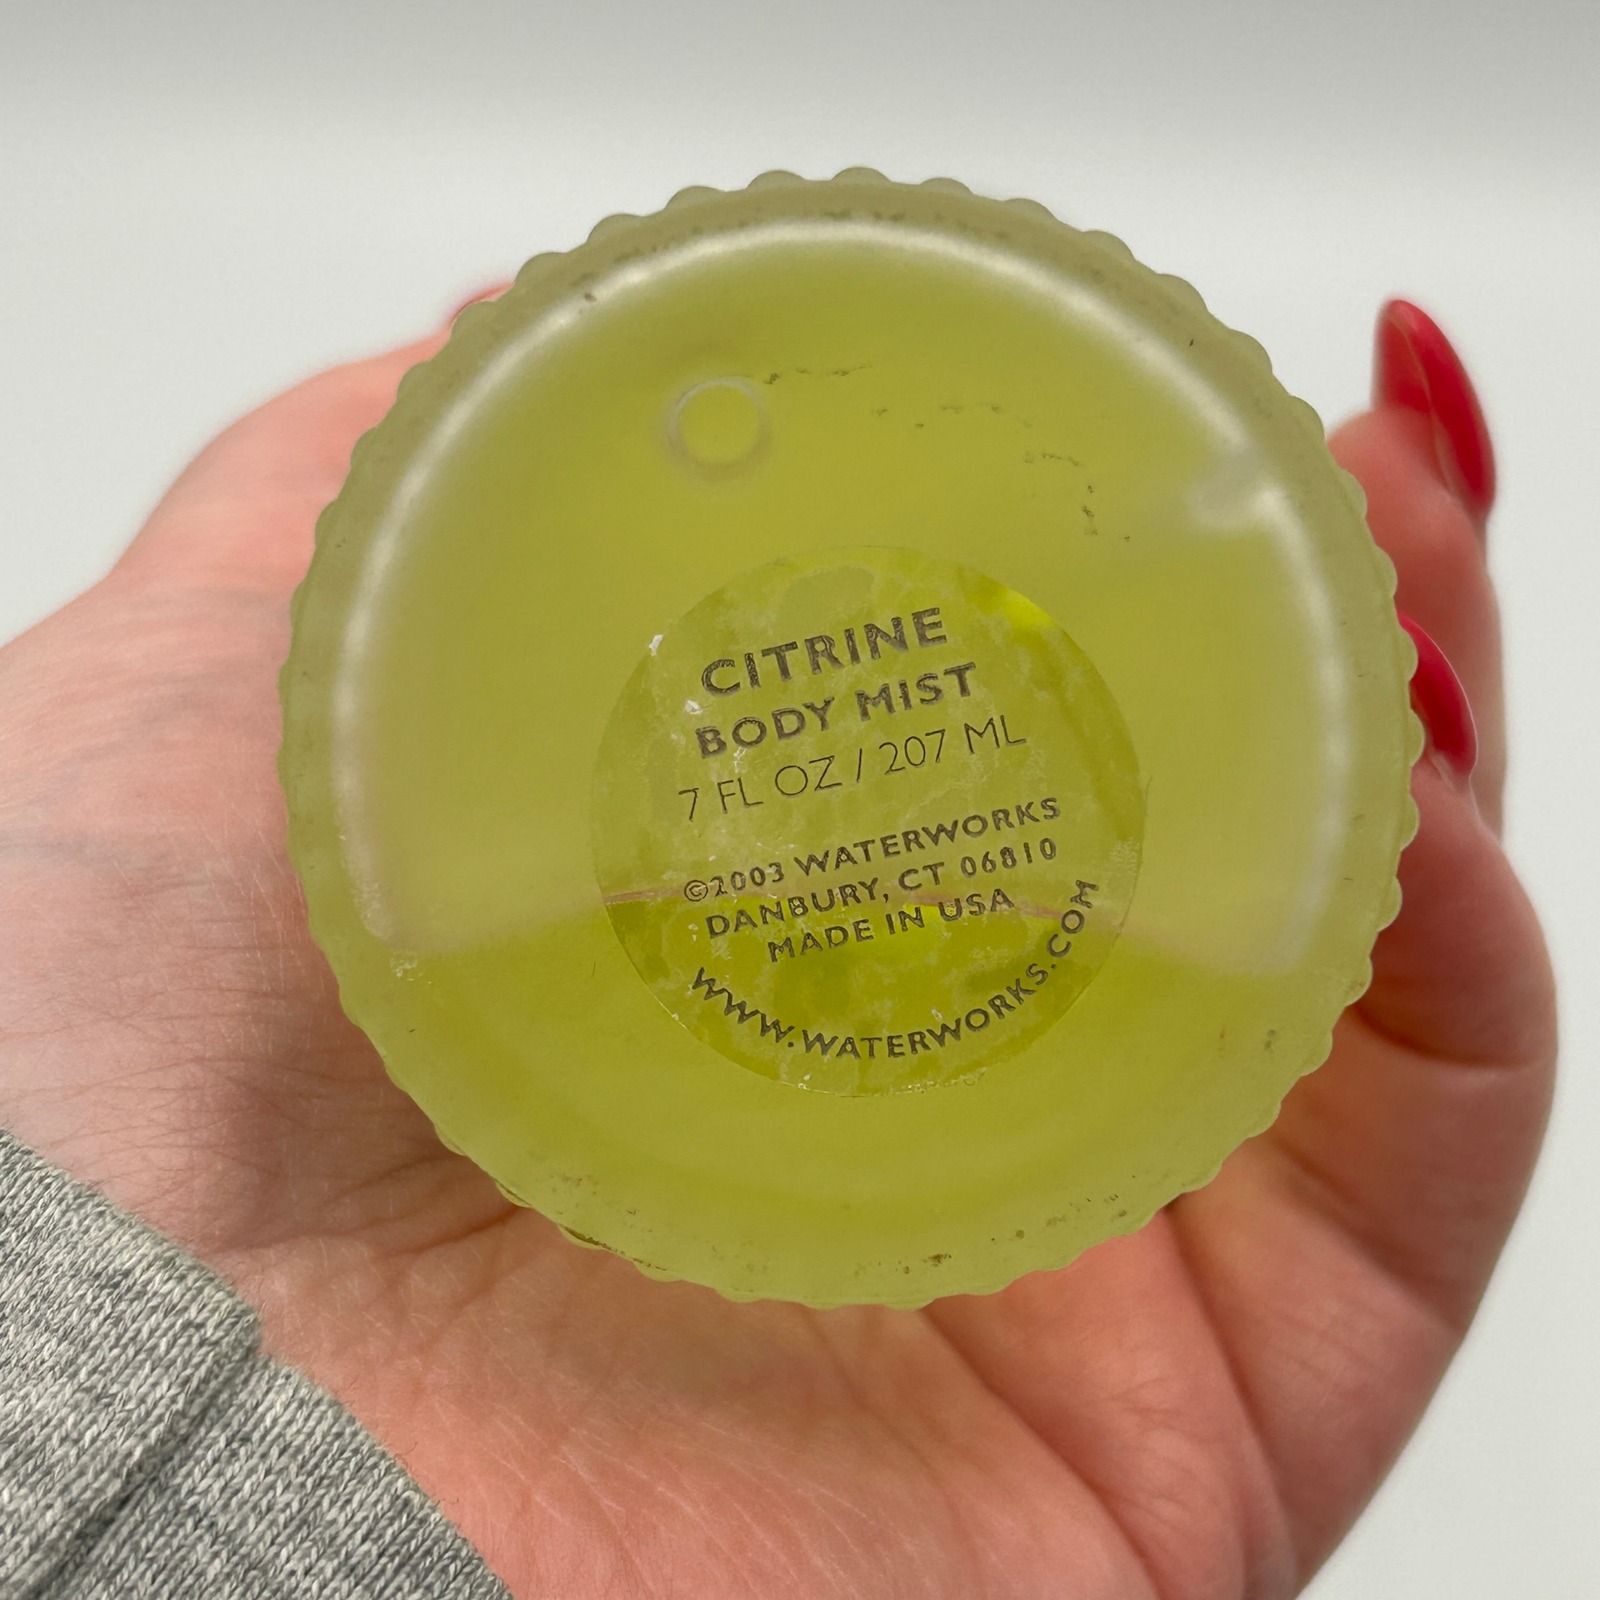 CITRINE
BODY MIST
7 FL OZ / 207 ML
©2003 WATERWORKS
DANBURY, CT 06810
MADE IN USA
WWW.WATERWORKS.COM